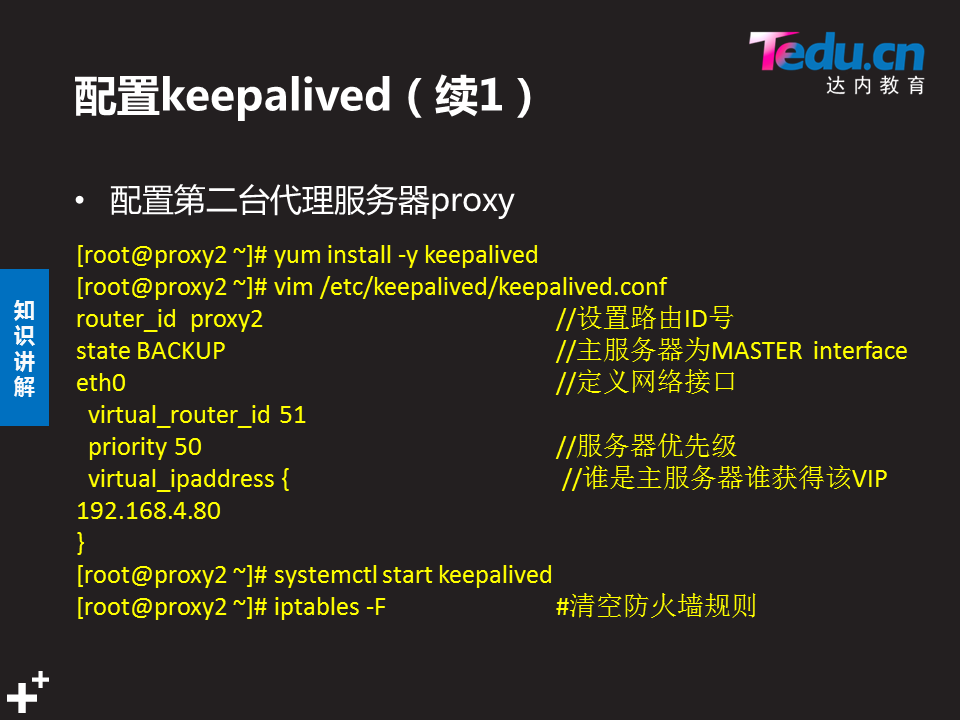 Tedu.cn
达内教育
配置keepalived（续1）
• 配置第二台代理服务器proxy
[root@proxy2 ~]# yum install -y keepalived
[root@proxy2 ~]# vim /etc/keepalived/keepalived.conf
router_id  proxy2 //设置路由ID号
state BACKUP //主服务器为MASTER interface
eth0 //定义网络接口
virtual_router_id 51
priority 50 //服务器优先级
virtual_ipaddress { //谁是主服务器谁获得该VIP
192.168.4.80
}
[root@proxy2 ~]# systemctl start keepalived
[root@proxy2 ~]# iptables -F #清空防火墙规则
知识讲解